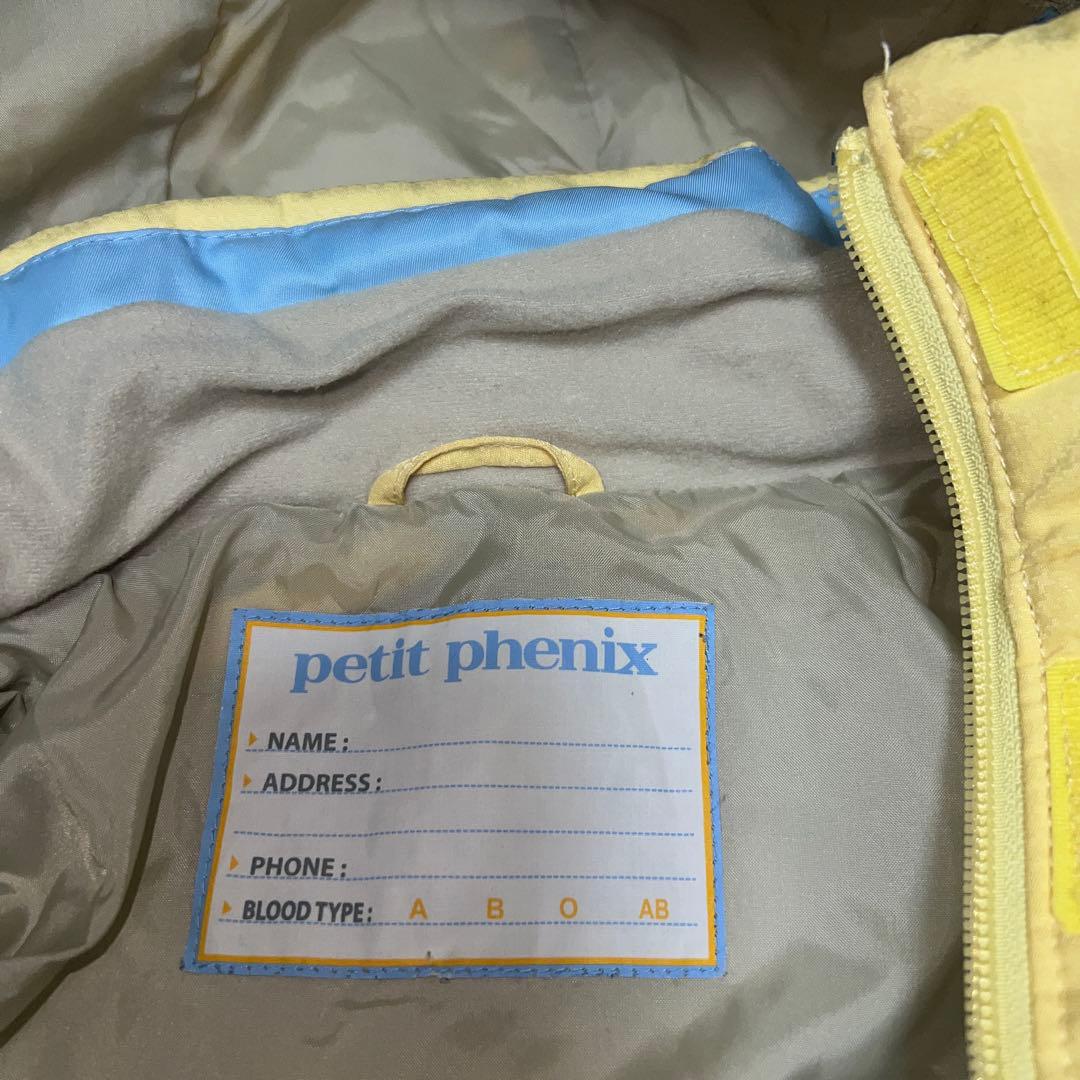 petit phenix
NAME :
ADDRESS :
PHONE :
BLOOD TYPE : A B O AB